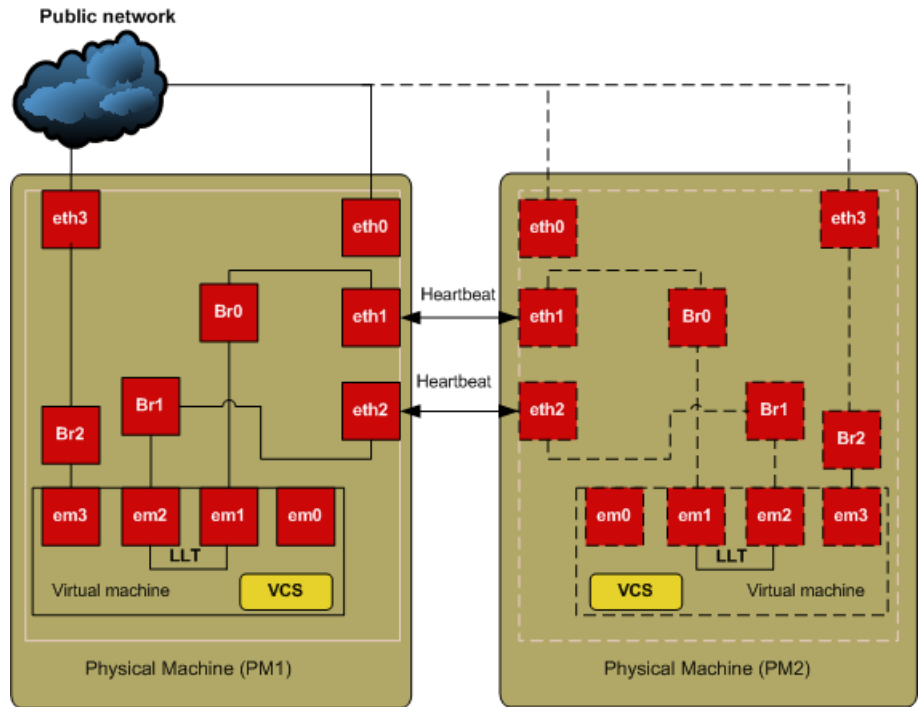 Public network
eth3
eth0
eth0
eth3
Br0
eth1
Heartbeat
eth1
Br0
Br1
eth2
Heartbeat
eth2
Br1
Br2
Br2
em3
em2
em1
em0
em0
em1
em2
em3
LLT
LLT
Virtual machine
VCS
VCS
Virtual machine
Physical Machine (PM1)
Physical Machine (PM2)